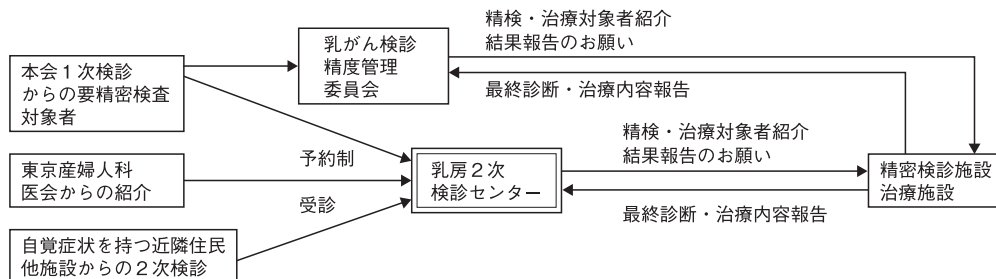 精検・治療対象者紹介
結果報告のお願い
乳がん検診
精度管理
委員会
本会１次検診
からの要精密検査
対象者
最終診断・治療内容報告
精検・治療対象者紹介
結果報告のお願い
予約制
東京産婦人科
医会からの紹介
乳房２次
検診センター
精密検診施設
治療施設
受診
最終診断・治療内容報告
自覚症状を持つ近隣住民
他施設からの２次検診